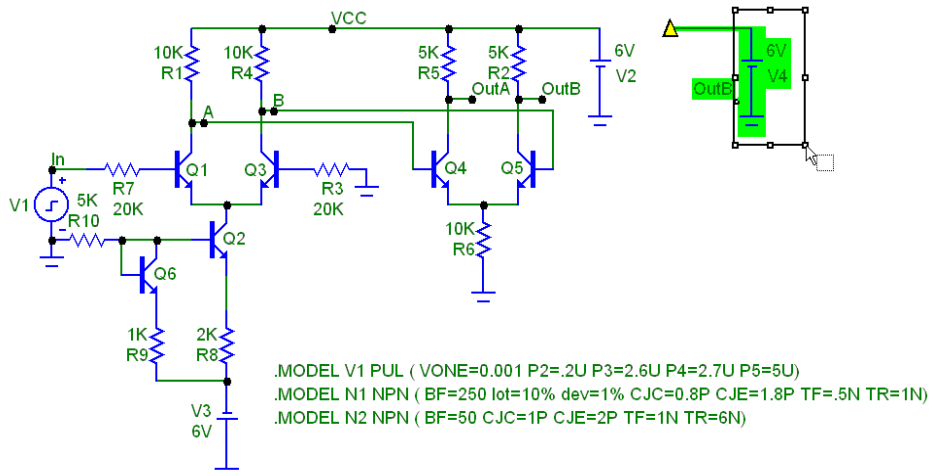 VCC
10K
R1
10K
R4
5K
R5
5K
R2
6V
V2
6V
V4
OutB
OutA
OutB
A
B
In
Q1
Q3
Q4
Q5
R7
20K
R3
20K
V1
5K
R10
Q2
10K
R6
Q6
1K
R9
2K
R8
V3
6V
.MODEL V1 PUL ( VONE=0.001 P2=.2U P3=2.6U P4=2.7U P5=5U)
.MODEL N1 NPN ( BF=250 lot=10% dev=1% CJC=0.8P CJE=1.8P TF=.5N TR=1N)
.MODEL N2 NPN ( BF=50 CJC=1P CJE=2P TF=1N TR=6N)